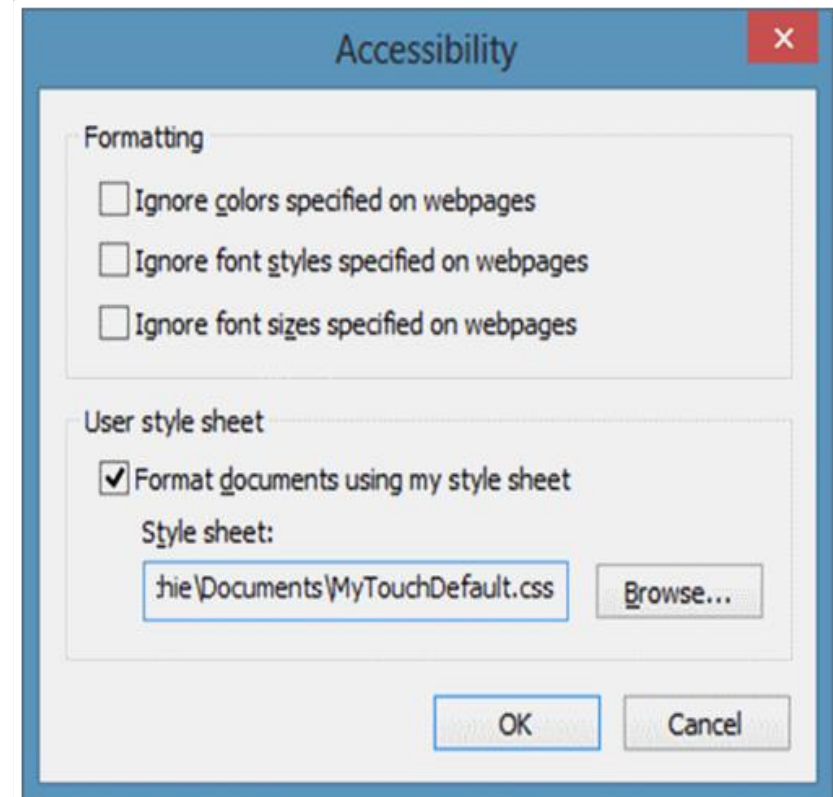 Accessibility
Formatting
Ignore colors specified on webpages
Ignore font styles specified on webpages
Ignore font sizes specified on webpages
User style sheet
Format documents using my style sheet
Style sheet:
hie\Documents\MyTouchDefault.css
Browse...
OK
Cancel